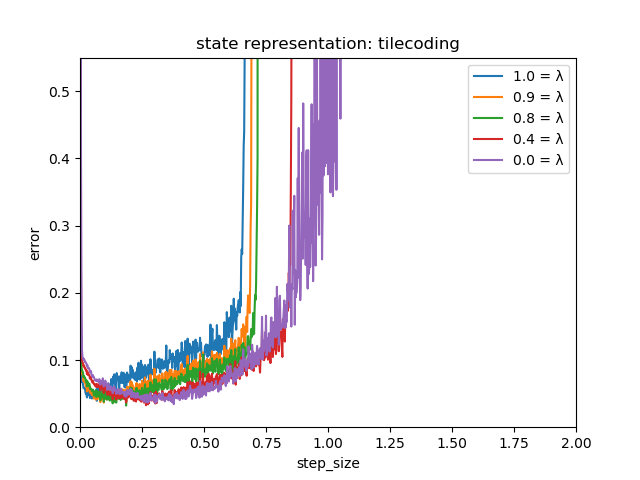 state representation: tilecoding
1.0 = λ
0.9 = λ
0.8 = λ
0.4 = λ
0.0 = λ
error
0.5
0.4
0.3
0.2
0.1
0.0
0.00 0.25 0.50 0.75 1.00 1.25 1.50 1.75 2.00
step_size